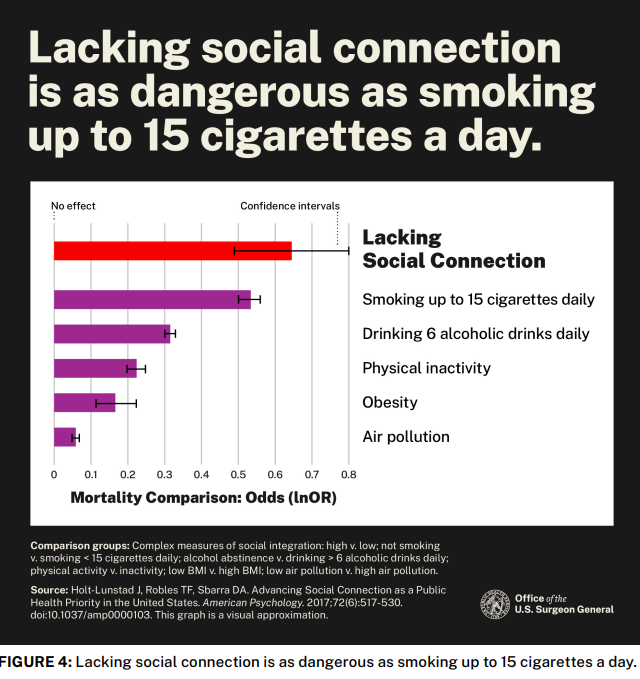 Lacking social connection
is as dangerous as smoking
up to 15 cigarettes a day.
No effect
Confidence intervals
Lacking
Social Connection
Smoking up to 15 cigarettes daily
Drinking 6 alcoholic drinks daily
Physical inactivity
Obesity
Air pollution
0 0.1 0.2 0.3 0.4 0.5 0.6 0.7 0.8
Mortality Comparison: Odds (lnOR)
Comparison groups: Complex measures of social integration: high v. low; not smoking
v. smoking < 15 cigarettes daily; alcohol abstinence v. drinking > 6 alcoholic drinks daily;
physical activity v. inactivity; low BMI v. high BMI; low air pollution v. high air pollution.
Source: Holt-Lunstad J, Robles TF, Sbarra DA. Advancing Social Connection as a Public
Health Priority in the United States. American Psychology. 2017;72(6):517-530.
doi:10.1037/amp0000103. This graph is a visual approximation.
Office of the
U.S. Surgeon General
FIGURE 4: Lacking social connection is as dangerous as smoking up to 15 cigarettes a day.